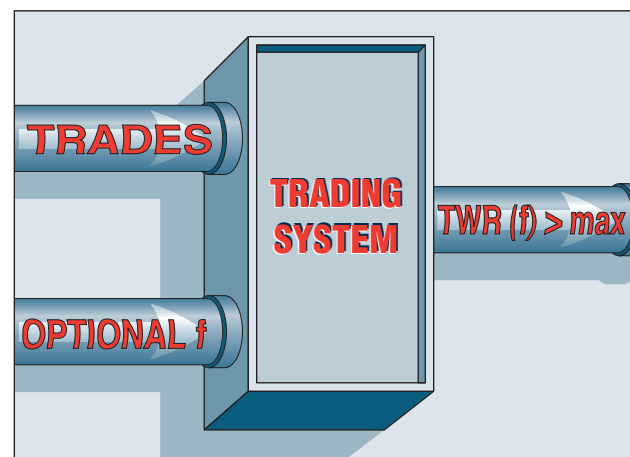 TRADES
TRADING
SYSTEM
TWR (f) > max
OPTIONAL f